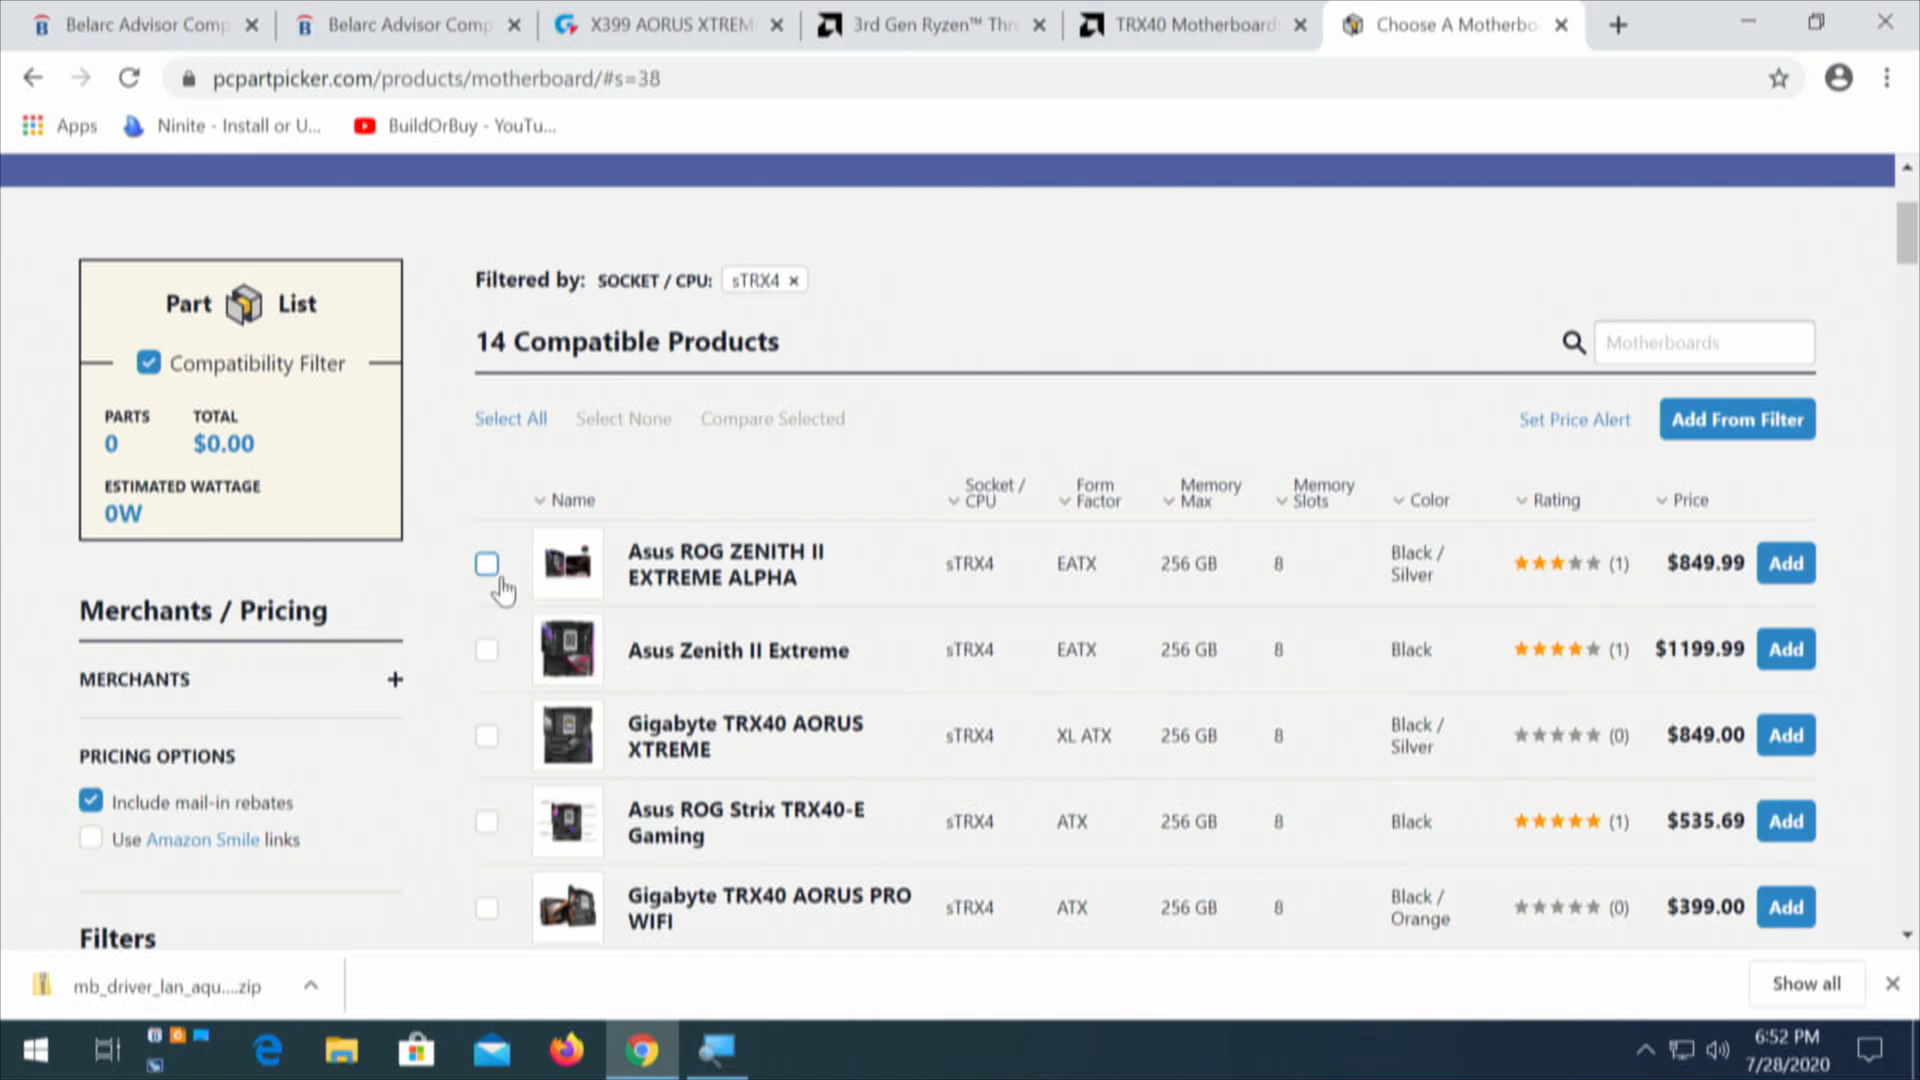 Belarc Advisor Comp
Belarc Advisor Comp
X399 AORUS XTREM
3rd Gen Ryzen™ Thr
TRX40 Motherboard
Choose A Motherbo
pcpartpicker.com/products/motherboard/#s=38
Apps
Ninite - Install or U...
BuildOrBuy - YouTu...
Part List
Compatibility Filter
PARTS TOTAL
0 $0.00
ESTIMATED WATTAGE
0W
Merchants / Pricing
MERCHANTS +
PRICING OPTIONS
Include mail-in rebates
Use Amazon Smile links
Filters
Filtered by: SOCKET / CPU: sTRX4 ×
14 Compatible Products
Motherboards
Select All Select None Compare Selected
Set Price Alert Add From Filter
Name Socket / CPU Form Factor Memory Max Memory Slots Color Rating Price
Asus ROG ZENITH II EXTREME ALPHA sTRX4 EATX 256 GB 8 Black / Silver (1) $849.99 Add
Asus Zenith II Extreme sTRX4 EATX 256 GB 8 Black (1) $1199.99 Add
Gigabyte TRX40 AORUS XTREME sTRX4 XL ATX 256 GB 8 Black / Silver (0) $849.00 Add
Asus ROG Strix TRX40-E Gaming sTRX4 ATX 256 GB 8 Black (1) $535.69 Add
Gigabyte TRX40 AORUS PRO WIFI sTRX4 ATX 256 GB 8 Black / Orange (0) $399.00 Add
mb_driver_lan_aqu....zip
Show all
6:52 PM
7/28/2020